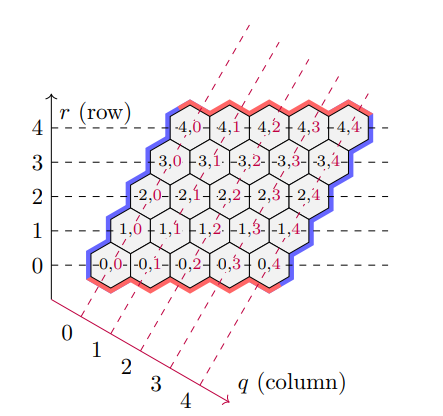 r (row)
4 4,0 4,1 4,2 4,3 4,4
3 3,0 3,1 3,2 3,3 3,4
2 2,0 2,1 2,2 2,3 2,4
1 1,0 1,1 1,2 1,3 1,4
0 0,0 0,1 0,2 0,3 0,4
0
1
2
3
4
q (column)